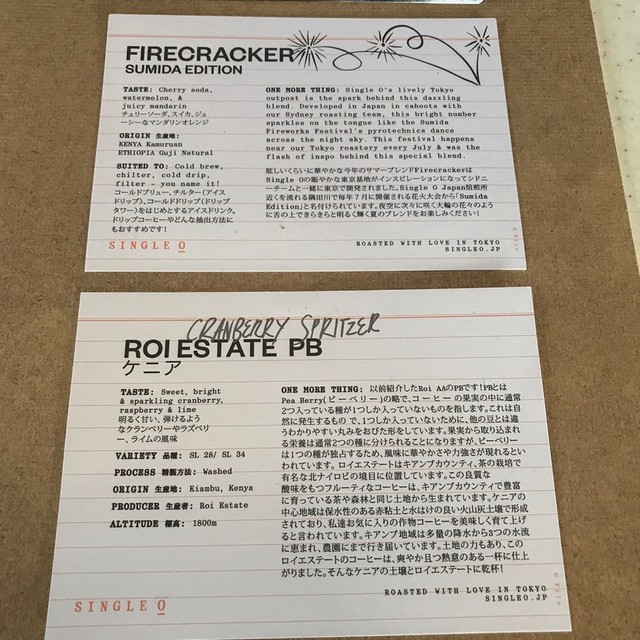 FIRECRACKER
SUMIDA EDITION
TASTE: Cherry soda,
watermelon, &
juicy mandarin
チェリーソーダ、スイカ、ジュ
ーシーなマンダリンオレンジ
ORIGIN 生産地:
KENYA Kamuruan
ETHIOPIA Guji Natural
SUITED TO: Cold brew,
chilter, cold drip,
filter - you name it!
コールドブリュー、チルター(アイス
ドリップ)、コールドドリップ(ドリップ
タワー)をはじめとするアイスドリンク。
ドリップコーヒーやどんな抽出方法に
もおすすめです!
ONE MORE THING: Single O's lively Tokyo
outpost is the spark behind this dazzling
blend. Developed in Japan in cahoots with
our Sydney roasting team, this bright number
sparkles on the tongue like the Sumida
Fireworks Festival's pyrotechnics dance
across the night sky. This festival happens
near our Tokyo roastery every July & was the
flash of inspo behind this special blend.
眩しいくらいに華やかな今年のサマーブレンドFirecrackerは
Single Oの賑やかな東京基地がインスピレーションになってシドニ
ーチームと一緒に東京で開発されました。Single O Japan焙煎所
近くを流れる隅田川で毎年7月に開催される花火大会から「Sumida
Edition」と名付けられています。夜空に次々に咲く大輪の花々のよう
に舌の上できらきらと明るく輝く夏のブレンドをお楽しみください!
SINGLE O
ROASTED WITH LOVE IN TOKYO
SINGLEO.JP
CRANBERRY SPRITZER
ROI ESTATE PB
ケニア
TASTE: Sweet, bright
& sparkling cranberry,
raspberry & lime
明るく甘い、弾けるよう
なクランベリーやラズベリ
ー、ライムの風味
VARIETY 品種: SL 28/ SL 34
PROCESS 精製方法: Washed
ORIGIN 生産地: Kiambu, Kenya
PRODUCER 生産者: Roi Estate
ALTITUDE 標高: 1800m
ONE MORE THING: 以前紹介したRoi AAのPBです!PBとは
Pea Berry(ピーベリー)の略で、コーヒーの果実の中に通常
2つ入っている種が1つしか入っていないものを指します。これは自
然に発生するもので、1つしか入っていないために、他の豆とは違
うわかりやすい丸みをおびた形をしています。果実から取り込まれ
る栄養は通常2つの種に分けられることになりますが、ピーベリー
は1つの種が独占するため、風味に華やかさや力強さが現れるとい
われています。ロイエステートはキアンブカウンティ、茶の栽培で
有名な北ナイロビの境目に位置しています。この良質な
酸味をもつフルーティなコーヒーは、キアンブカウンティで豊富
に育っている茶や森林と同じ土地から生まれています。ケニアの
中心地域は保水性のある赤粘土と水はけの良い火山灰土壌で形成
されており、私達お気に入りの作物コーヒーを美味しく育て上げ
ると言われています。キアンブ地域は多量の降水から3つの水流
に恵まれ、農園にまで行き届いています。土地の力もあり、この
ロイエステートのコーヒーは、爽やか且つ熱意のある一杯に仕上
がりました。そんなケニアの土壌とロイエステートに乾杯!
SINGLE O
ROASTED WITH LOVE IN TOKYO
SINGLEO.JP